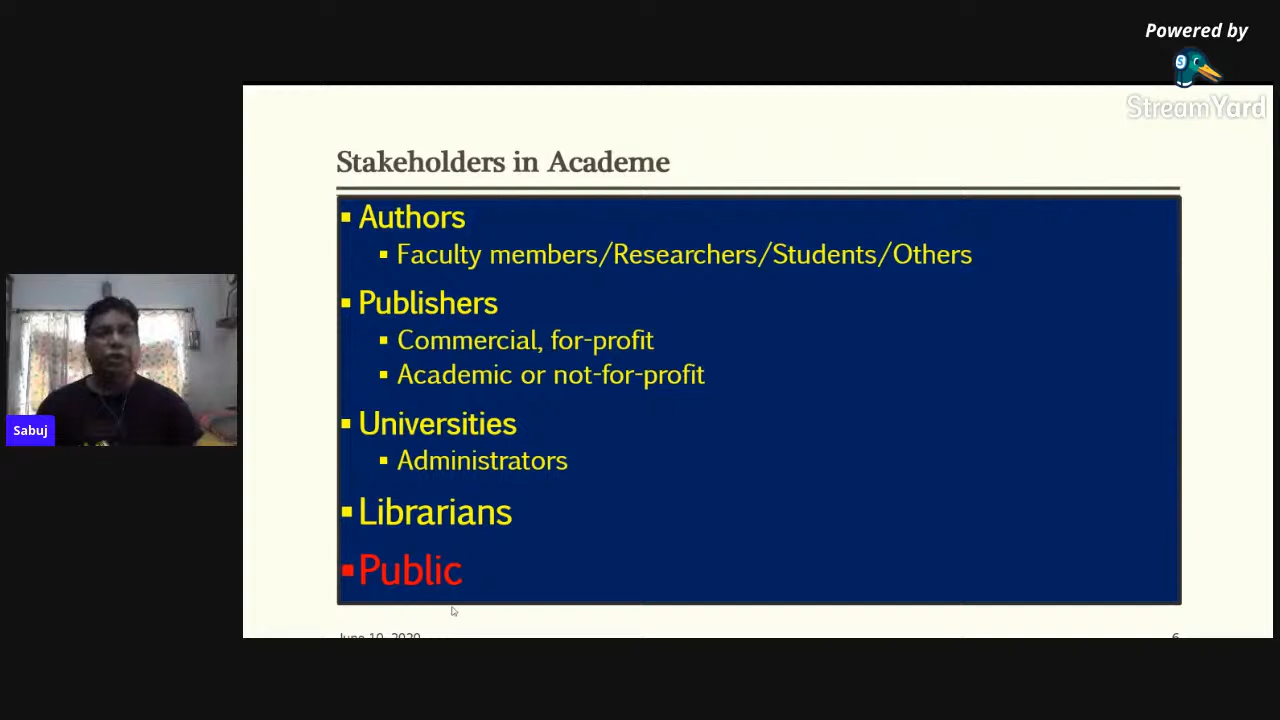 Powered by
StreamYard
Stakeholders in Academe
▪ Authors
▪ Faculty members/Researchers/Students/Others
▪ Publishers
▪ Commercial, for-profit
▪ Academic or not-for-profit
▪ Universities
▪ Administrators
▪ Librarians
▪ Public
June 10, 2020
6
Sabuj